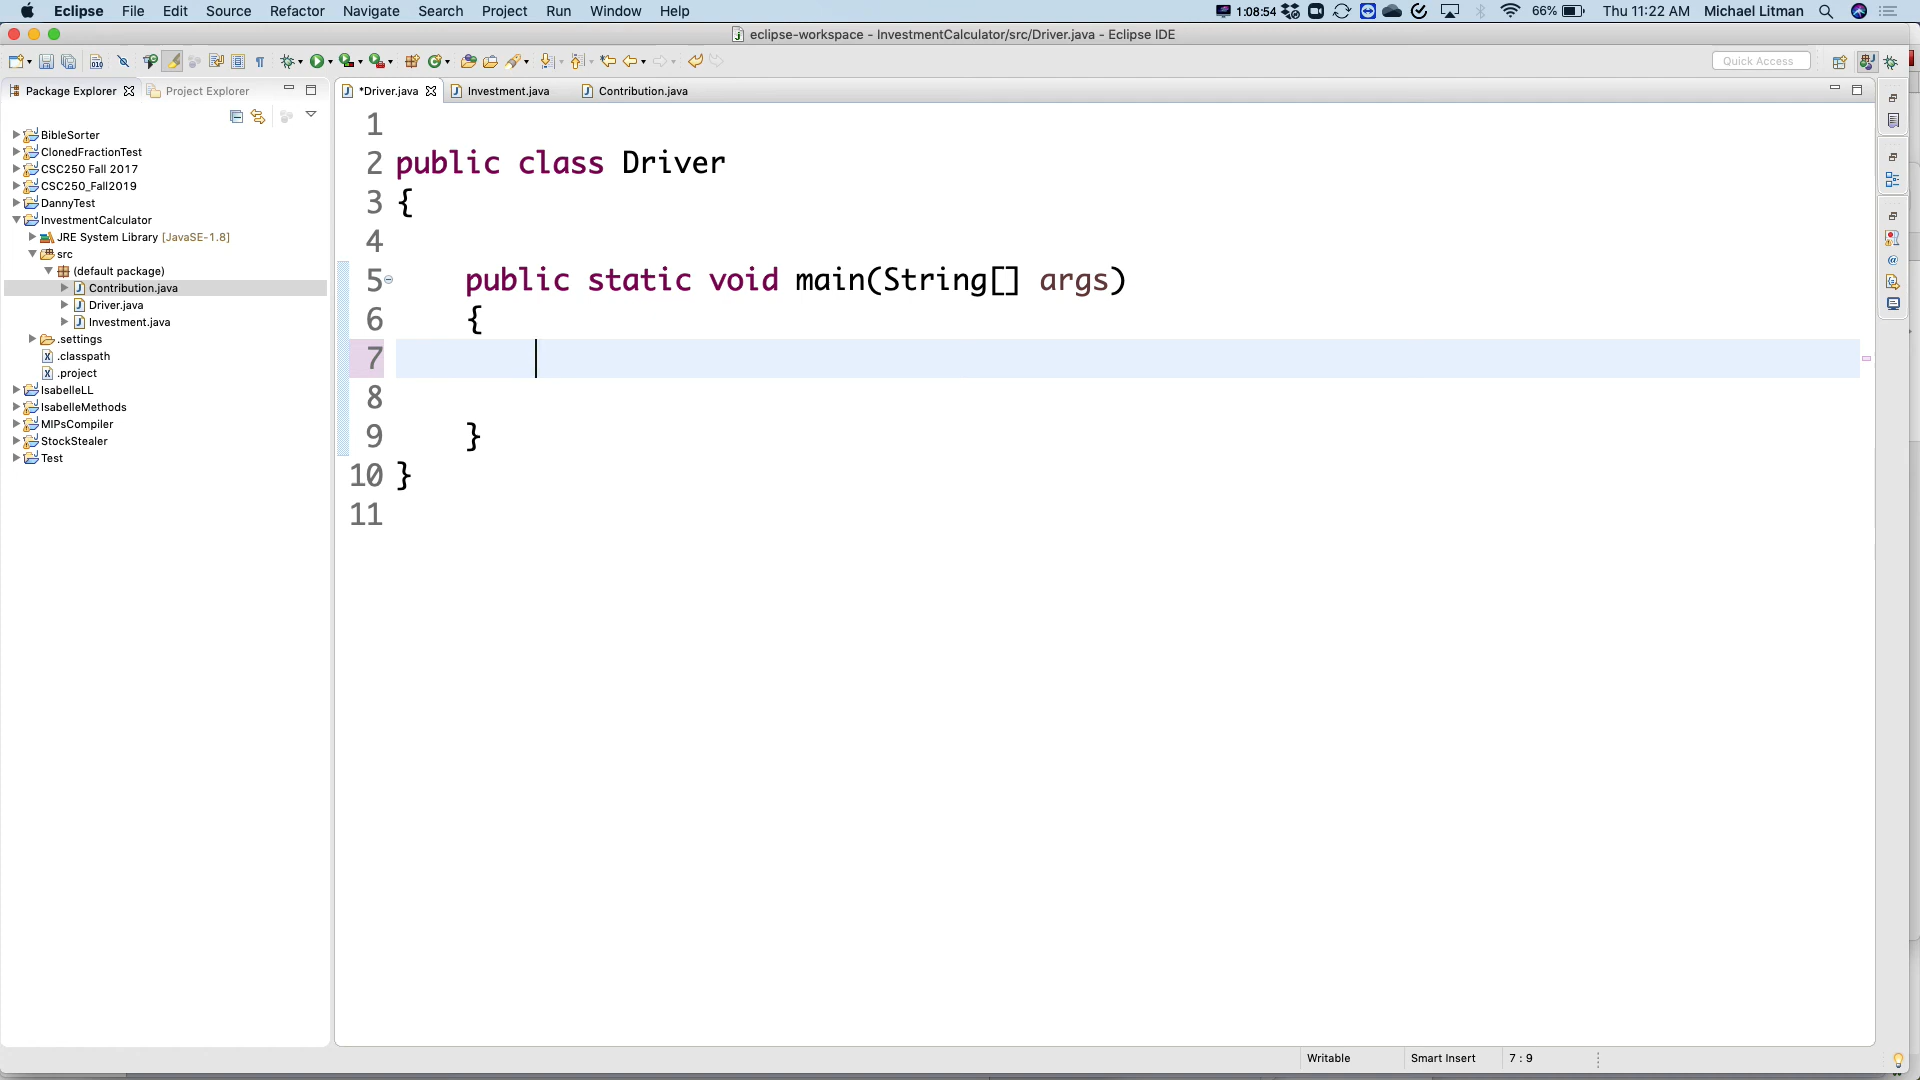 Eclipse File Edit Source Refactor Navigate Search Project Run Window Help 1:08:54 66% Thu 11:22 AM Michael Litman
eclipse-workspace - InvestmentCalculator/src/Driver.java - Eclipse IDE
Quick Access
Package Explorer Project Explorer
*Driver.java Investment.java Contribution.java
BibleSorter
ClonedFractionTest
CSC250 Fall 2017
CSC250_Fall2019
DannyTest
InvestmentCalculator
JRE System Library [JavaSE-1.8]
src
(default package)
Contribution.java
Driver.java
Investment.java
.settings
.classpath
.project
IsabelleLL
IsabelleMethods
MIPsCompiler
StockStealer
Test
1
2 public class Driver
3 {
4
5 public static void main(String[] args)
6 {
7
8
9 }
10 }
11
Writable Smart Insert 7 : 9